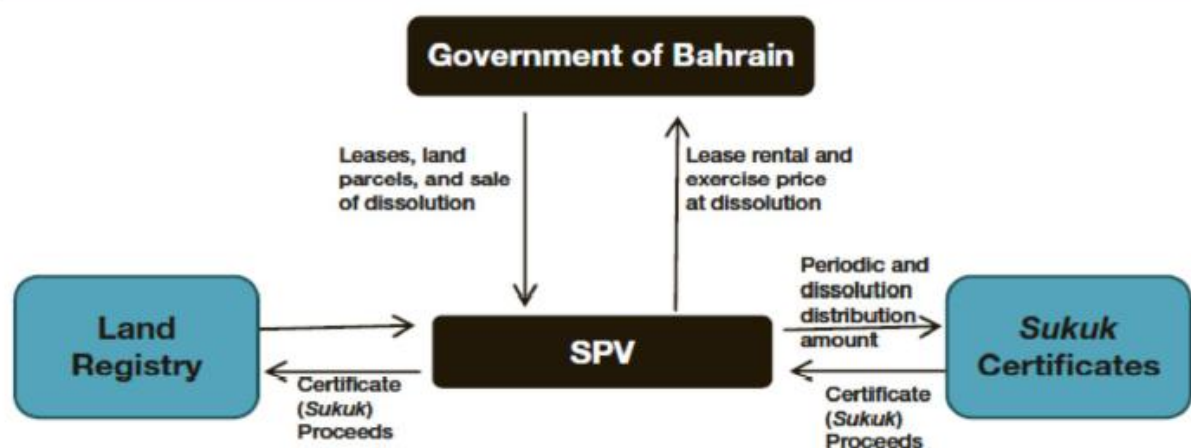 Government of Bahrain
Leases, land
parcels, and sale
of dissolution
Lease rental and
exercise price
at dissolution
Land
Registry
Certificate
(Sukuk)
Proceeds
SPV
Periodic and
dissolution
distribution
amount
Certificate
(Sukuk)
Proceeds
Sukuk
Certificates